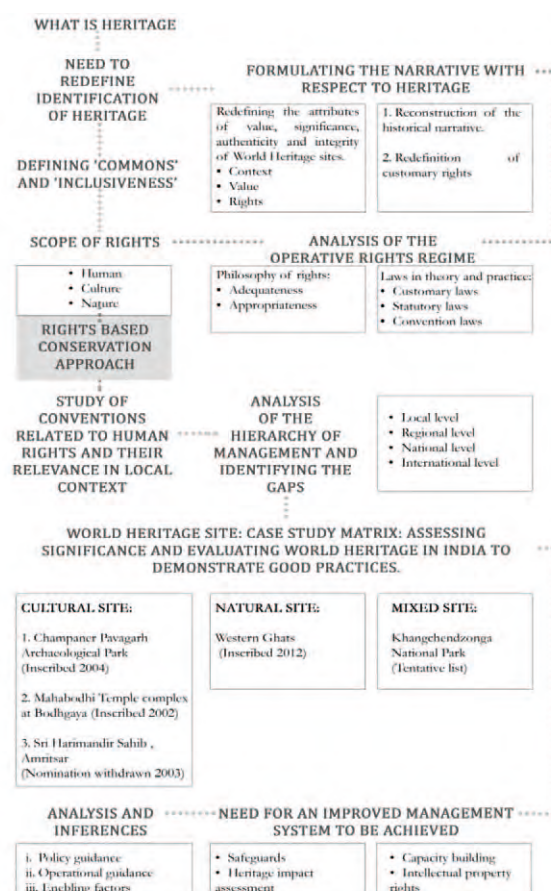 WHAT IS HERITAGE
NEED TO
REDEFINE
IDENTIFICATION
OF HERITAGE
FORMULATING THE NARRATIVE WITH
RESPECT TO HERITAGE
Redefining the attributes
of value, significance,
authenticity and integrity
of World Heritage sites.
• Context
• Value
• Rights
1. Reconstruction of the
historical narrative.
2. Redefinition of
customary rights
DEFINING 'COMMONS'
AND 'INCLUSIVENESS'
SCOPE OF RIGHTS
• Human
• Culture
• Nature
ANALYSIS OF THE
OPERATIVE RIGHTS REGIME
Philosophy of rights:
• Adequateness
• Appropriateness
Laws in theory and practice:
• Customary laws
• Statutory laws
• Convention laws
RIGHTS BASED
CONSERVATION
APPROACH
STUDY OF
CONVENTIONS
RELATED TO HUMAN
RIGHTS AND THEIR
RELEVANCE IN LOCAL
CONTEXT
ANALYSIS
OF THE
HIERARCHY OF
MANAGEMENT AND
IDENTIFYING THE
GAPS
• Local level
• Regional level
• National level
• International level
WORLD HERITAGE SITE: CASE STUDY MATRIX: ASSESSING
SIGNIFICANCE AND EVALUATING WORLD HERITAGE IN INDIA TO
DEMONSTRATE GOOD PRACTICES.
CULTURAL SITE:
1. Champaner Pavagarh
Archaeological Park
(Inscribed 2004)
2. Mahabodhi Temple complex
at Bodhgaya (Inscribed 2002)
3. Sri Harimandir Sahib ,
Amritsar
(Nomination withdrawn 2003)
NATURAL SITE:
Western Ghats
(Inscribed 2012)
MIXED SITE:
Khangchendzonga
National Park
(Tentative list)
ANALYSIS AND
INFERENCES
i. Policy guidance
ii. Operational guidance
iii. Enabling factors
NEED FOR AN IMPROVED MANAGEMENT
SYSTEM TO BE ACHIEVED
• Safeguards
• Heritage impact
assessment
• Capacity building
• Intellectual property
rights